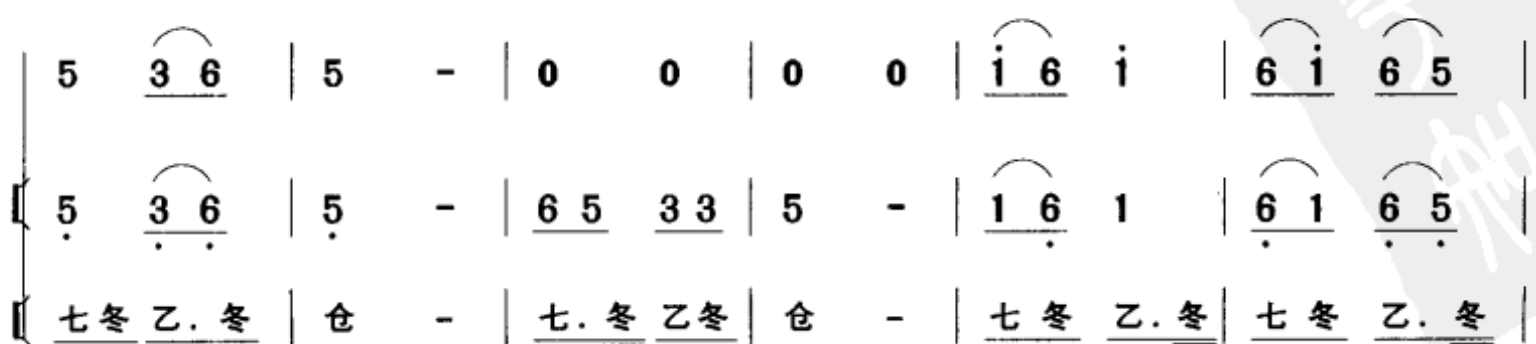 5 3 6 | 5 - | 0 0 | 0 0 | i 6 i | 6 i 6 5 |
5 3 6 | 5 - | 6 5 3 3 | 5 - | 1 6 1 | 6 1 6 5 |
七冬 乙.冬 | 仓 - | 七.冬 乙冬 | 仓 - | 七冬 乙.冬 | 七冬 乙.冬 |